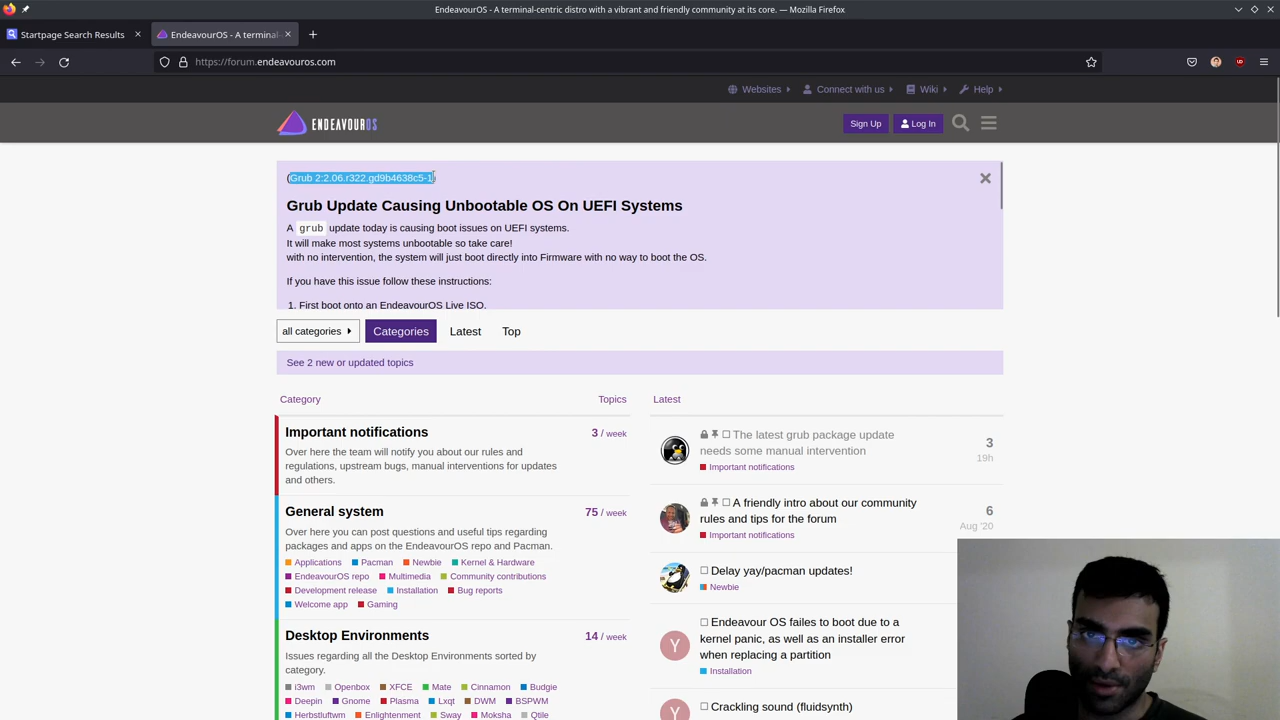 EndeavourOS - A terminal-centric distro with a vibrant and friendly community at its core. — Mozilla Firefox
Startpage Search Results
EndeavourOS - A terminal-
https://forum.endeavouros.com
Websites
Connect with us
Wiki
Help
ENDEAVOUROS
Sign Up
Log In
(Grub 2:2.06.r322.gd9b4638c5-1)
Grub Update Causing Unbootable OS On UEFI Systems
A grub update today is causing boot issues on UEFI systems.
It will make most systems unbootable so take care!
with no intervention, the system will just boot directly into Firmware with no way to boot the OS.
If you have this issue follow these instructions:
1. First boot onto an EndeavourOS Live ISO.
all categories
Categories
Latest
Top
See 2 new or updated topics
Category
Topics
Important notifications
3 / week
Over here the team will notify you about our rules and
regulations, upstream bugs, manual interventions for updates
and others.
General system
75 / week
Over here you can post questions and useful tips regarding
packages and apps on the EndeavourOS repo and Pacman.
Applications Pacman Newbie Kernel & Hardware
EndeavourOS repo Multimedia Community contributions
Development release Installation Bug reports
Welcome app Gaming
Desktop Environments
14 / week
Issues regarding all the Desktop Environments sorted by
category.
i3wm Openbox XFCE Mate Cinnamon Budgie
Deepin Gnome Plasma Lxqt DWM BSPWM
Herbstluftwm Enlightenment Sway Moksha Qtile
Latest
The latest grub package update
needs some manual intervention
Important notifications
3
19h
A friendly intro about our community
rules and tips for the forum
Important notifications
6
Aug '20
Delay yay/pacman updates!
Newbie
Y
Endeavour OS fails to boot due to a
kernel panic, as well as an installer error
when replacing a partition
Installation
Y
Crackling sound (fluidsynth)